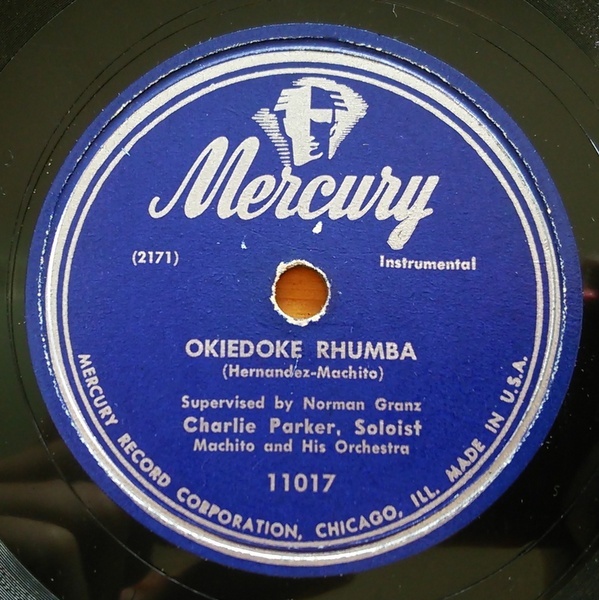 Mercury
(2171)
Instrumental
OKIEDOKE RHUMBA
(Hernandez-Machito)
Supervised by Norman Granz
Charlie Parker, Soloist
Machito and His Orchestra
11017
MERCURY RECORD CORPORATION, CHICAGO, ILL. MADE IN U.S.A.